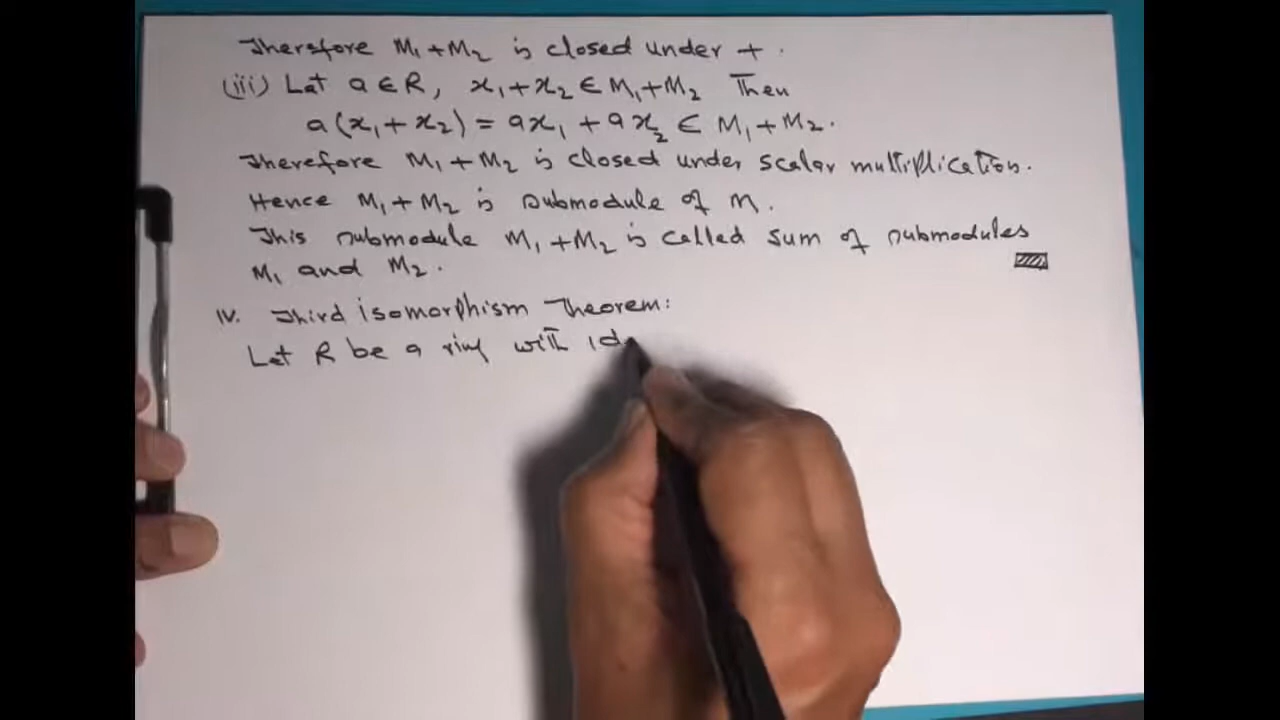 Therefore M₁+M₂ is closed under + .
(iii) Let a∈R, x₁+x₂ ∈ M₁+M₂ Then
a(x₁+x₂) = ax₁ + ax₂ ∈ M₁+M₂.
Therefore M₁+M₂ is closed under scalar multiplication.
Hence M₁+M₂ is submodule of M.
This submodule M₁+M₂ is called sum of submodules
M₁ and M₂.
IV. Third isomorphism Theorem:
Let R be a ring with id